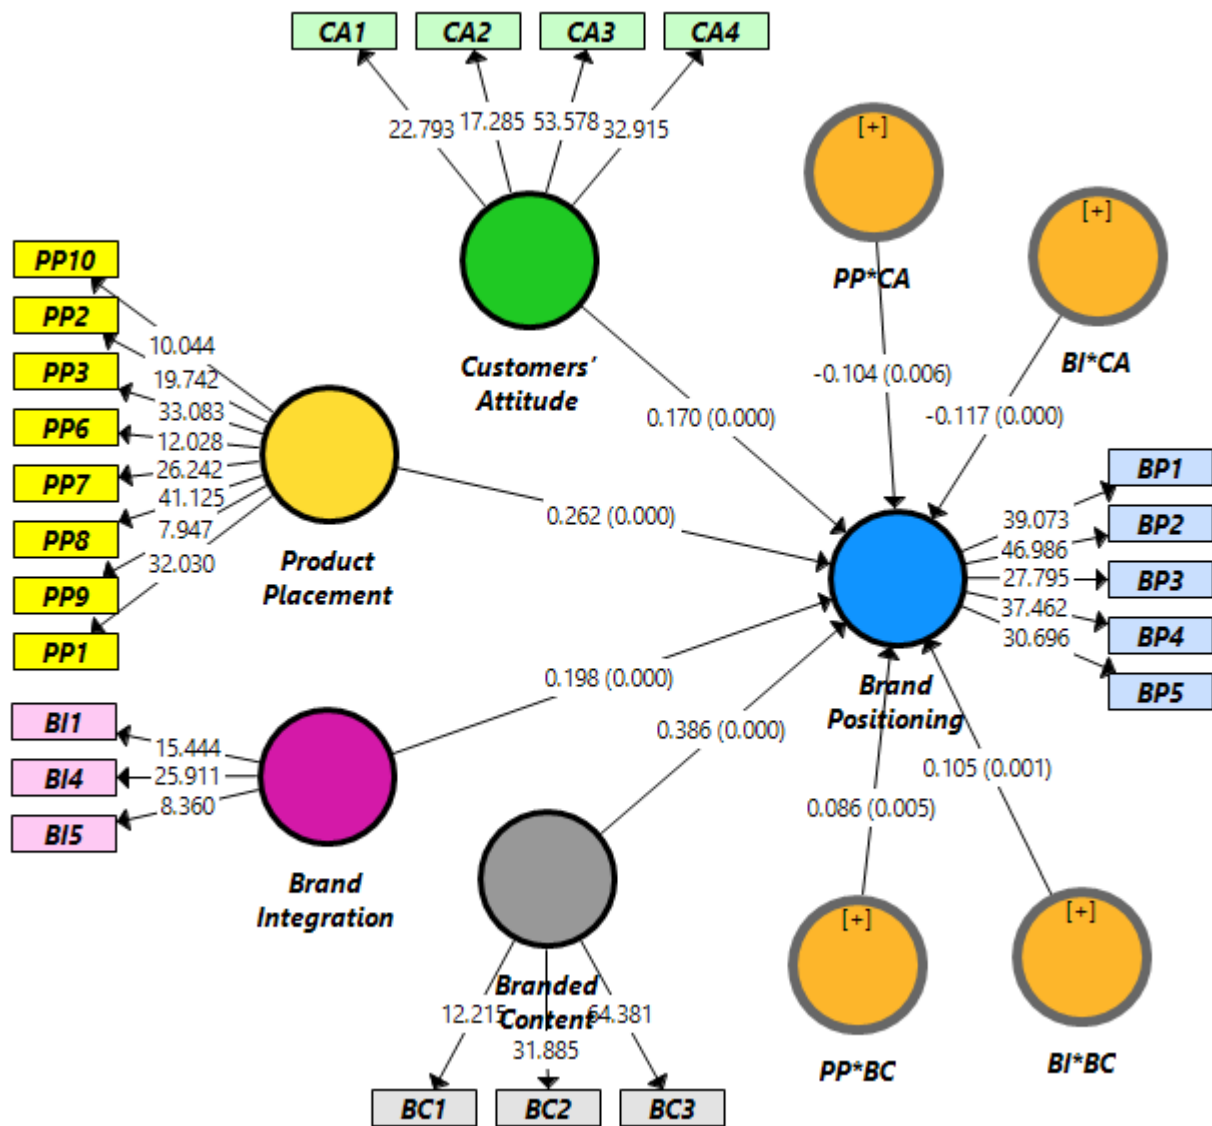 CA1
CA2
CA3
CA4
22.793
17.285
53.578
32.915
[+]
PP*CA
[+]
BI*CA
Customers'
Attitude
PP10
PP2
PP3
PP6
PP7
PP8
PP9
PP1
10.044
19.742
33.083
12.028
26.242
41.125
7.947
32.030
Product
Placement
-0.104 (0.006)
-0.117 (0.000)
0.170 (0.000)
0.262 (0.000)
0.198 (0.000)
0.386 (0.000)
BP1
BP2
BP3
BP4
BP5
39.073
46.986
27.795
37.462
30.696
Brand
Positioning
BI1
BI4
BI5
15.444
25.911
8.360
Brand
Integration
0.105 (0.001)
0.086 (0.005)
Branded
Content
12.215
31.885
64.381
BC1
BC2
BC3
[+]
PP*BC
[+]
BI*BC